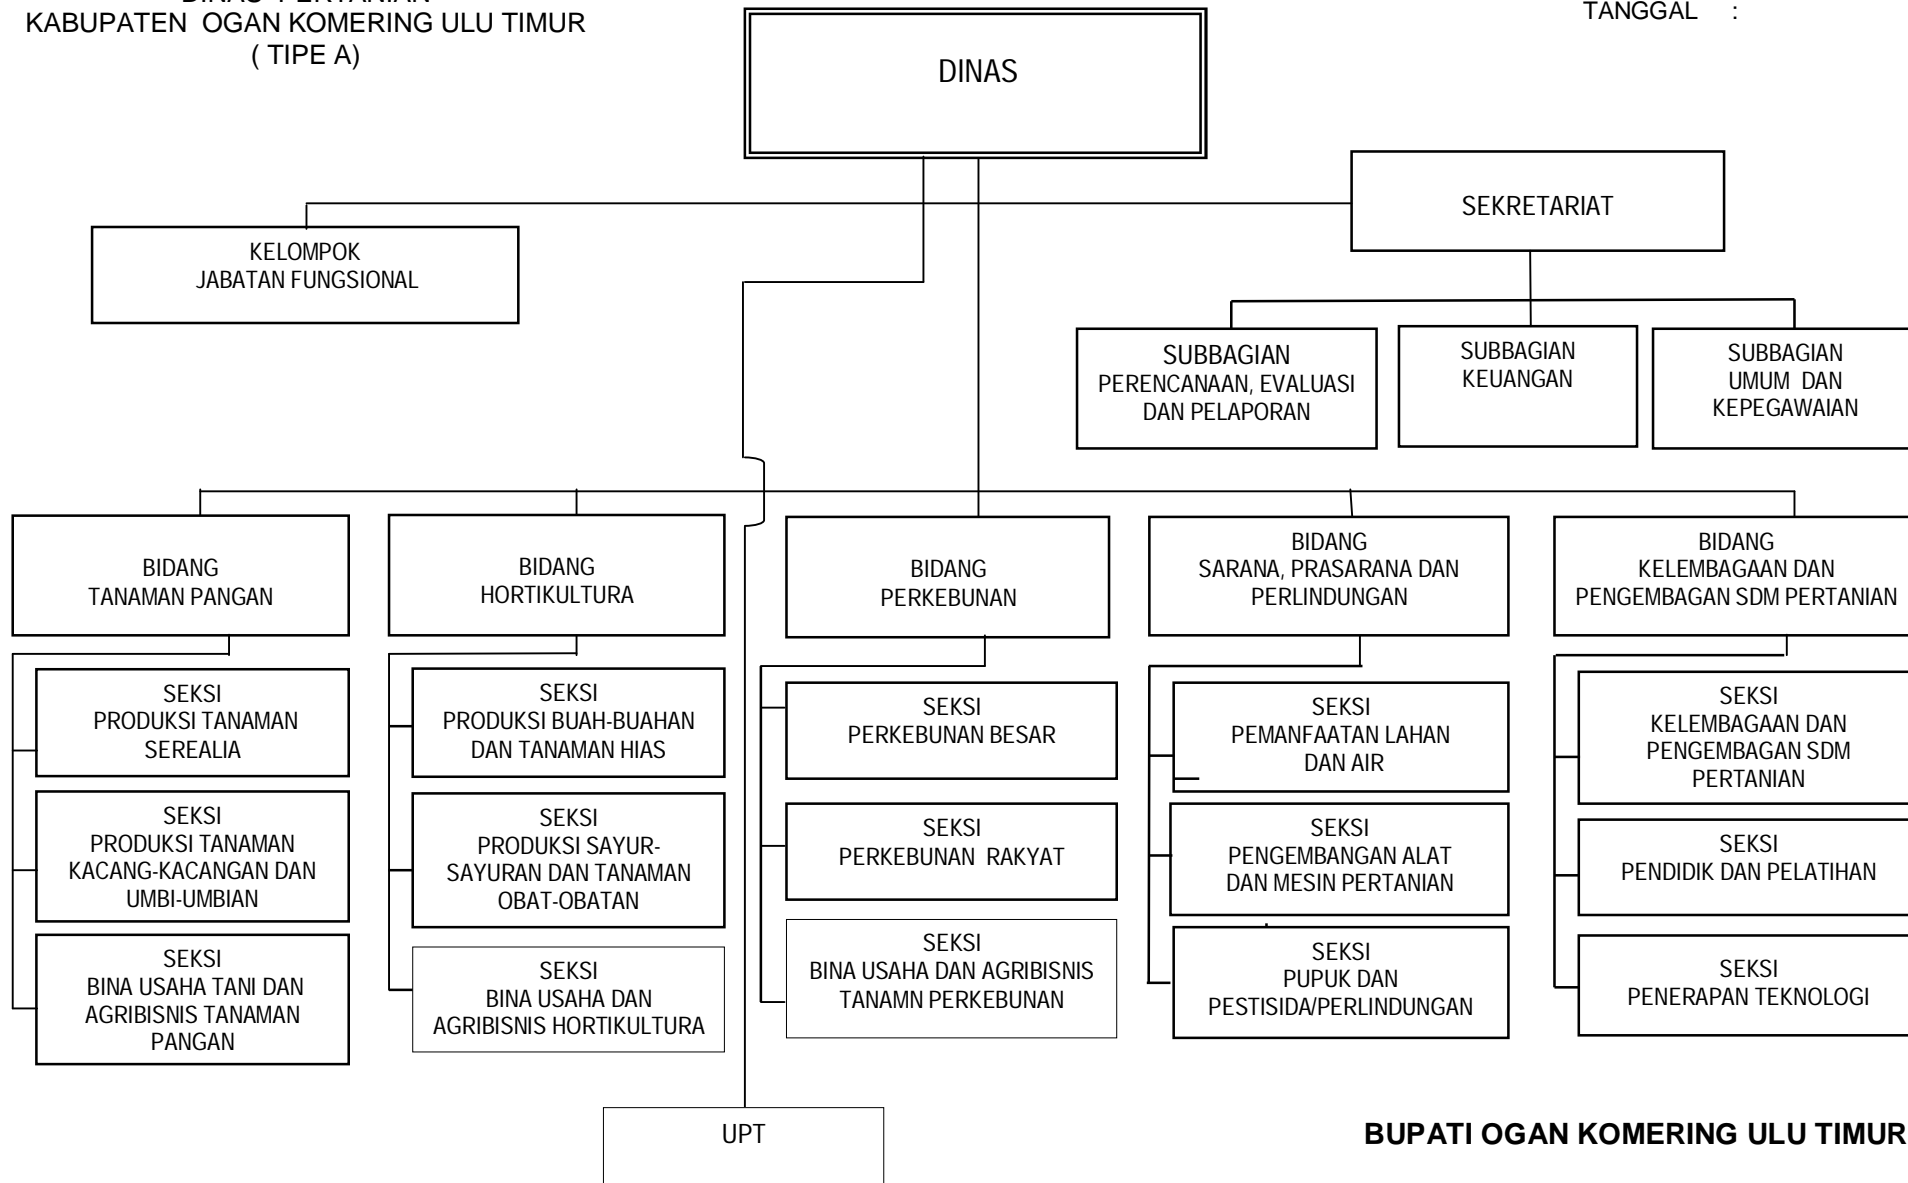 DINAS PERTANIAN
KABUPATEN OGAN KOMERING ULU TIMUR
( TIPE A)
TANGGAL :
DINAS
SEKRETARIAT
KELOMPOK
JABATAN FUNGSIONAL
SUBBAGIAN
PERENCANAAN, EVALUASI
DAN PELAPORAN
SUBBAGIAN
KEUANGAN
SUBBAGIAN
UMUM DAN
KEPEGAWAIAN
BIDANG
TANAMAN PANGAN
BIDANG
HORTIKULTURA
BIDANG
PERKEBUNAN
BIDANG
SARANA, PRASARANA DAN
PERLINDUNGAN
BIDANG
KELEMBAGAAN DAN
PENGEMBAGAN SDM PERTANIAN
SEKSI
PRODUKSI TANAMAN
SEREALIA
SEKSI
PRODUKSI BUAH-BUAHAN
DAN TANAMAN HIAS
SEKSI
PERKEBUNAN BESAR
SEKSI
PEMANFAATAN LAHAN
DAN AIR
SEKSI
KELEMBAGAAN DAN
PENGEMBAGAN SDM
PERTANIAN
SEKSI
PRODUKSI TANAMAN
KACANG-KACANGAN DAN
UMBI-UMBIAN
SEKSI
PRODUKSI SAYUR-
SAYURAN DAN TANAMAN
OBAT-OBATAN
SEKSI
PERKEBUNAN RAKYAT
SEKSI
PENGEMBANGAN ALAT
DAN MESIN PERTANIAN
SEKSI
PENDIDIK DAN PELATIHAN
SEKSI
BINA USAHA TANI DAN
AGRIBISNIS TANAMAN
PANGAN
SEKSI
BINA USAHA DAN
AGRIBISNIS HORTIKULTURA
SEKSI
BINA USAHA DAN AGRIBISNIS
TANAMN PERKEBUNAN
SEKSI
PUPUK DAN
PESTISIDA/PERLINDUNGAN
SEKSI
PENERAPAN TEKNOLOGI
UPT
BUPATI OGAN KOMERING ULU TIMUR